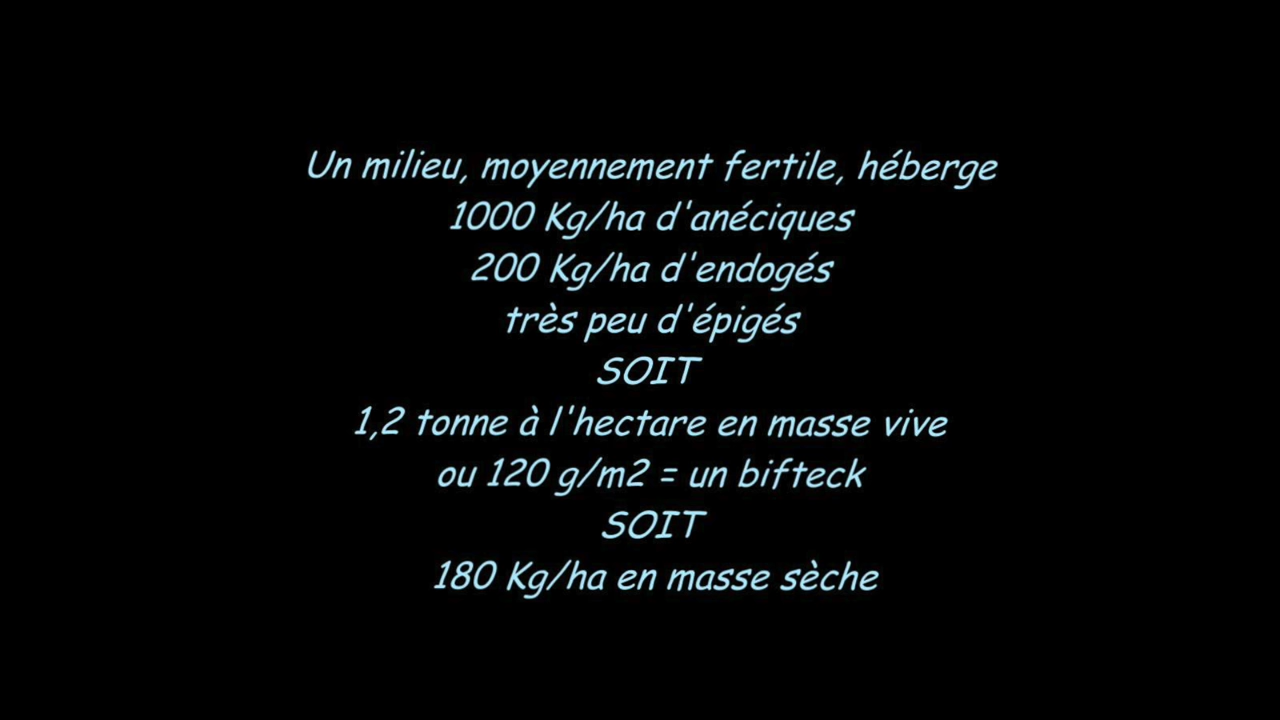 Un milieu, moyennement fertile, héberge
1000 Kg/ha d'anéciques
200 Kg/ha d'endogés
très peu d'épigés
SOIT
1,2 tonne à l'hectare en masse vive
ou 120 g/m2 = un bifteck
SOIT
180 Kg/ha en masse sèche